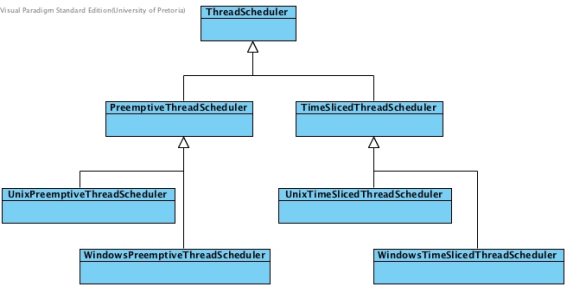 Visual Paradigm Standard Edition(University of Pretoria)
ThreadScheduler
PreemptiveThreadScheduler
TimeSlicedThreadScheduler
UnixPreemptiveThreadScheduler
UnixTimeSlicedThreadScheduler
WindowsPreemptiveThreadScheduler
WindowsTimeSlicedThreadScheduler